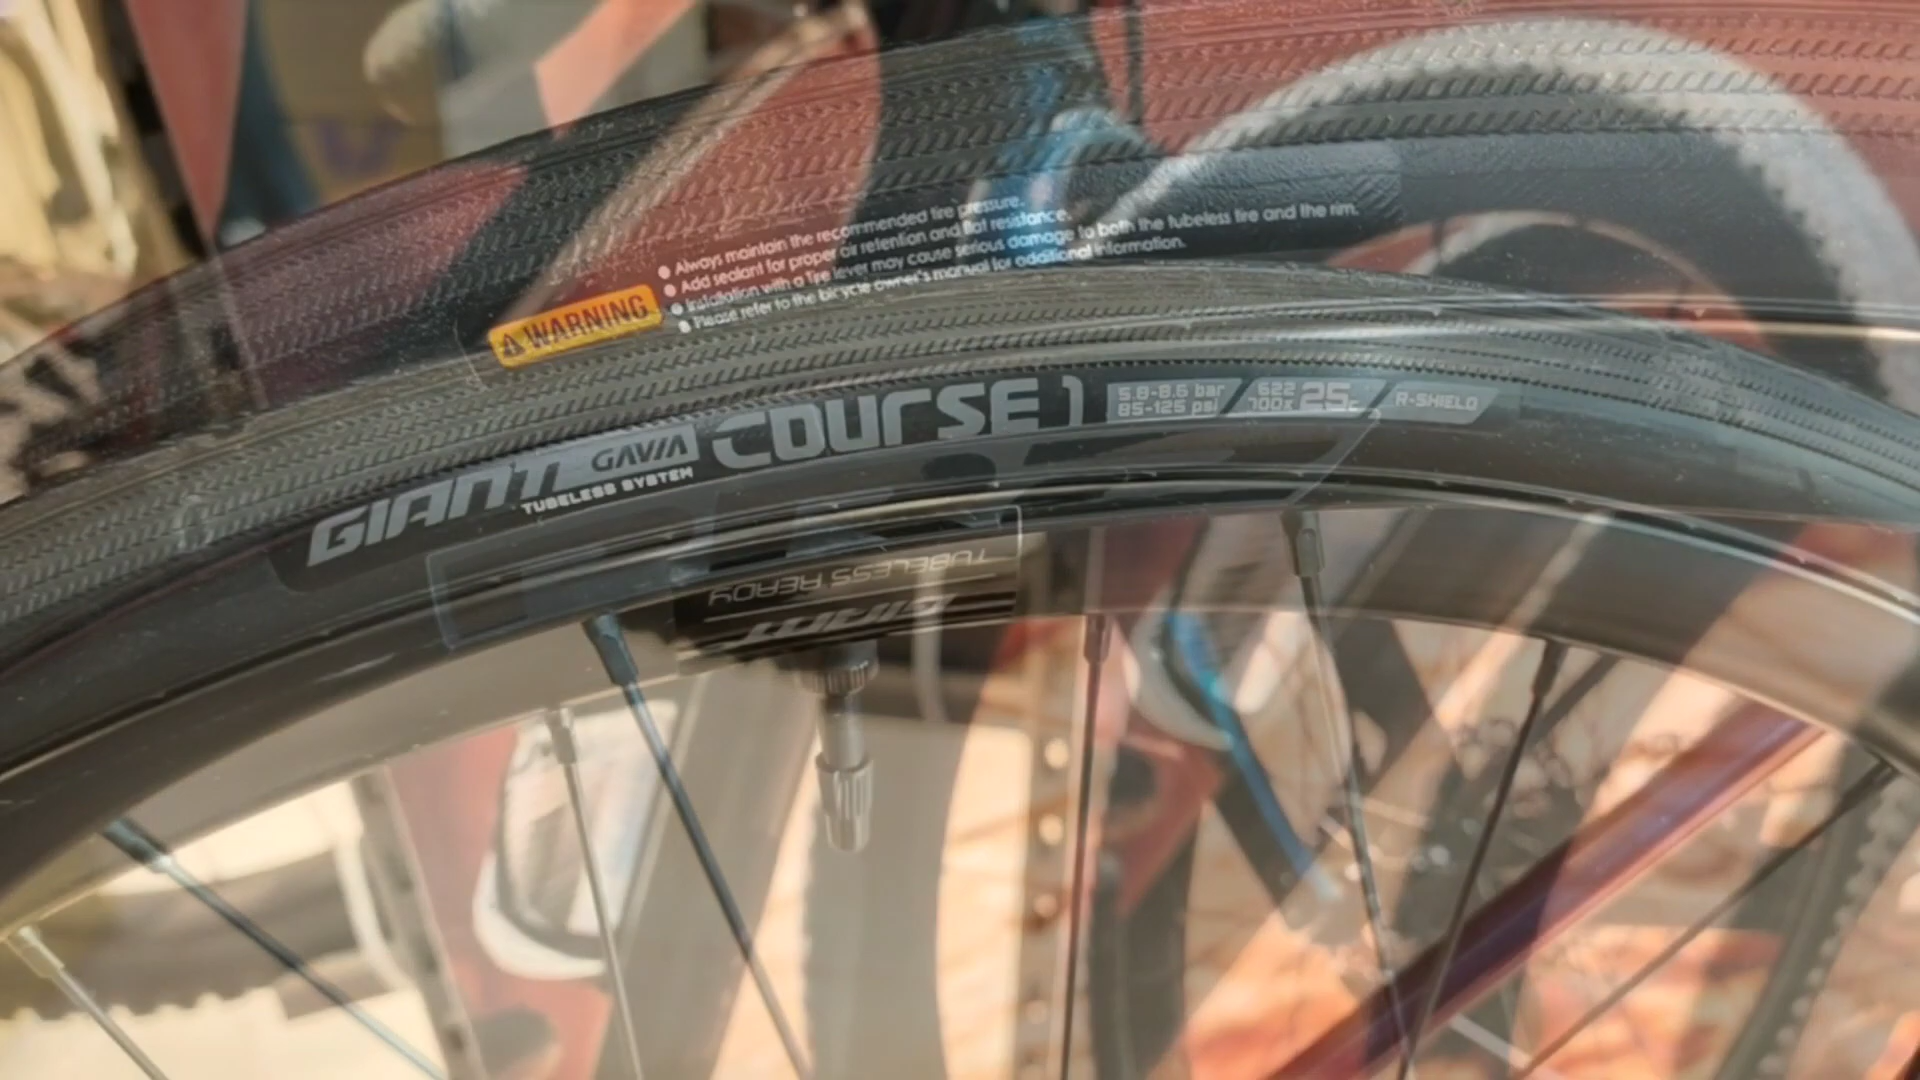 Always maintain the recommended tire pressure.
Add sealant for proper air retention and flat resistance.
Installation with a Tire lever may cause serious damage to both the tubeless tire and the rim.
Please refer to the bicycle owner's manual for additional information.
WARNING
GIANT GAVIA COURSE 1
TUBELESS SYSTEM
5.8-8.6 bar
85-125 psi
622
700x25c
R-SHIELD
TUBELESS READY
GIANT